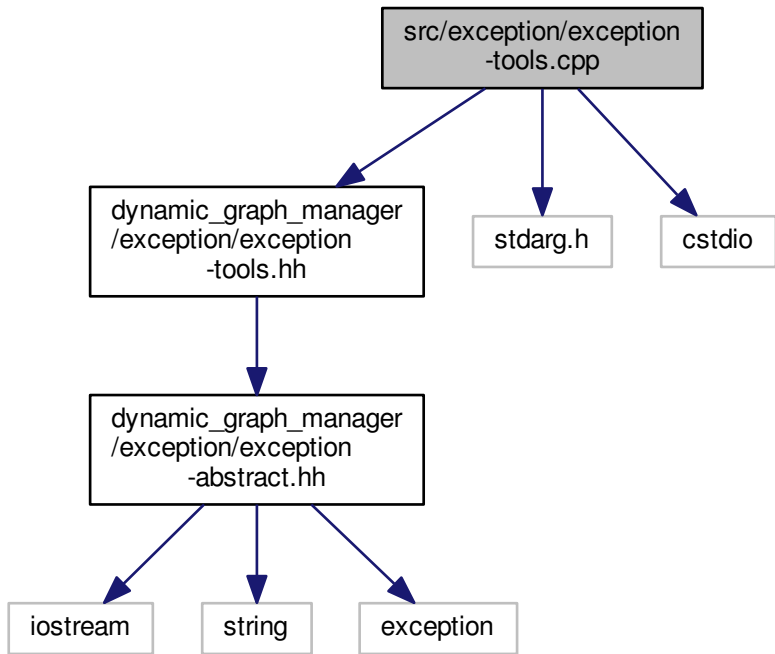 src/exception/exception
-tools.cpp
dynamic_graph_manager
/exception/exception
-tools.hh
stdarg.h
cstdio
dynamic_graph_manager
/exception/exception
-abstract.hh
iostream
string
exception